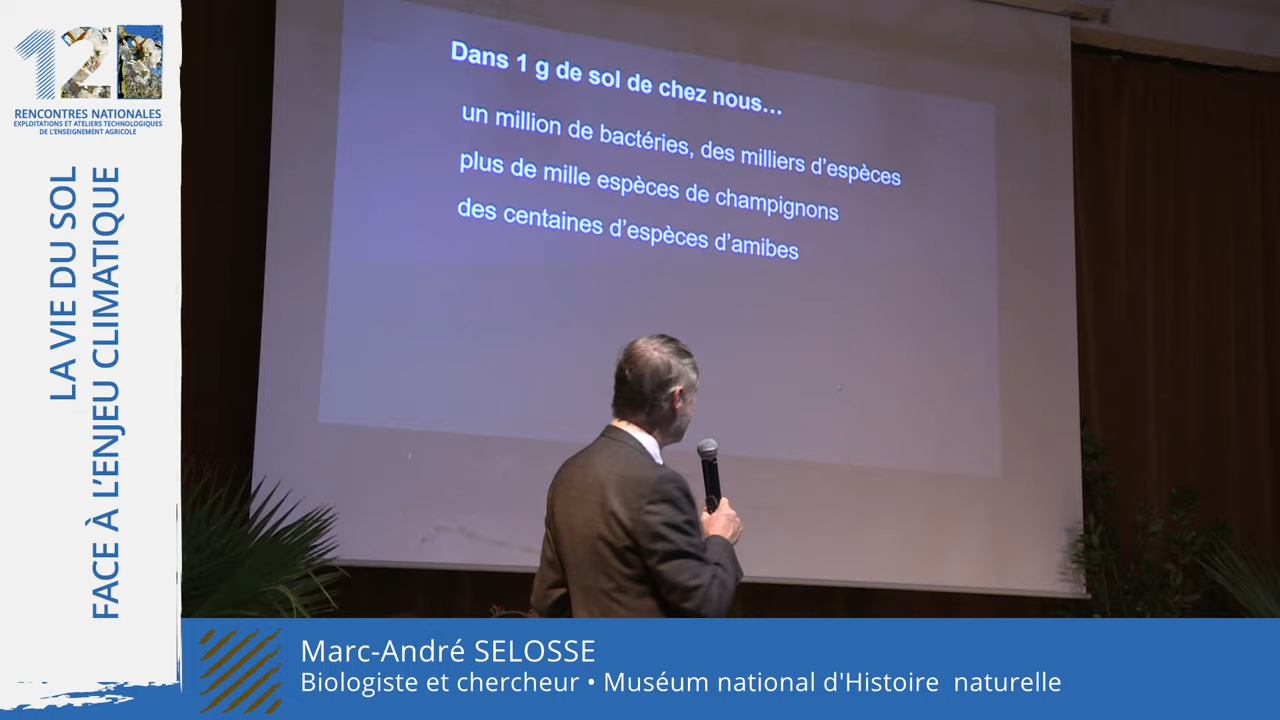 12es
RENCONTRES NATIONALES
EXPLOITATIONS ET ATELIERS TECHNOLOGIQUES
DE L'ENSEIGNEMENT AGRICOLE
LA VIE DU SOL
FACE À L'ENJEU CLIMATIQUE
Dans 1 g de sol de chez nous...
un million de bactéries, des milliers d'espèces
plus de mille espèces de champignons
des centaines d'espèces d'amibes
Marc-André SELOSSE
Biologiste et chercheur • Muséum national d'Histoire naturelle